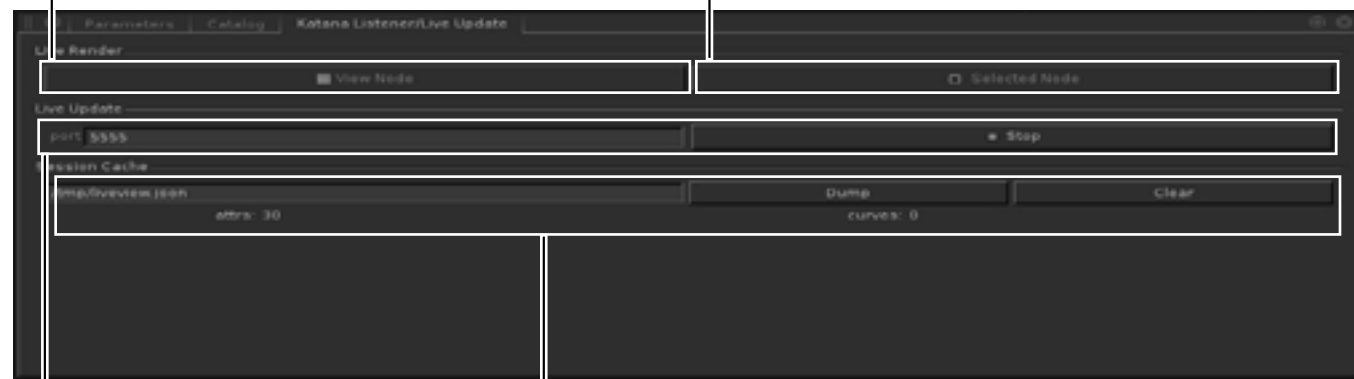 Parameters Catalog Katana Listener/Live Update
Live Render
View Node Selected Node
Live Update
port 5555 Stop
Session Cache
/tmp/liveview.json Dump Clear
attrs: 30 curves: 0